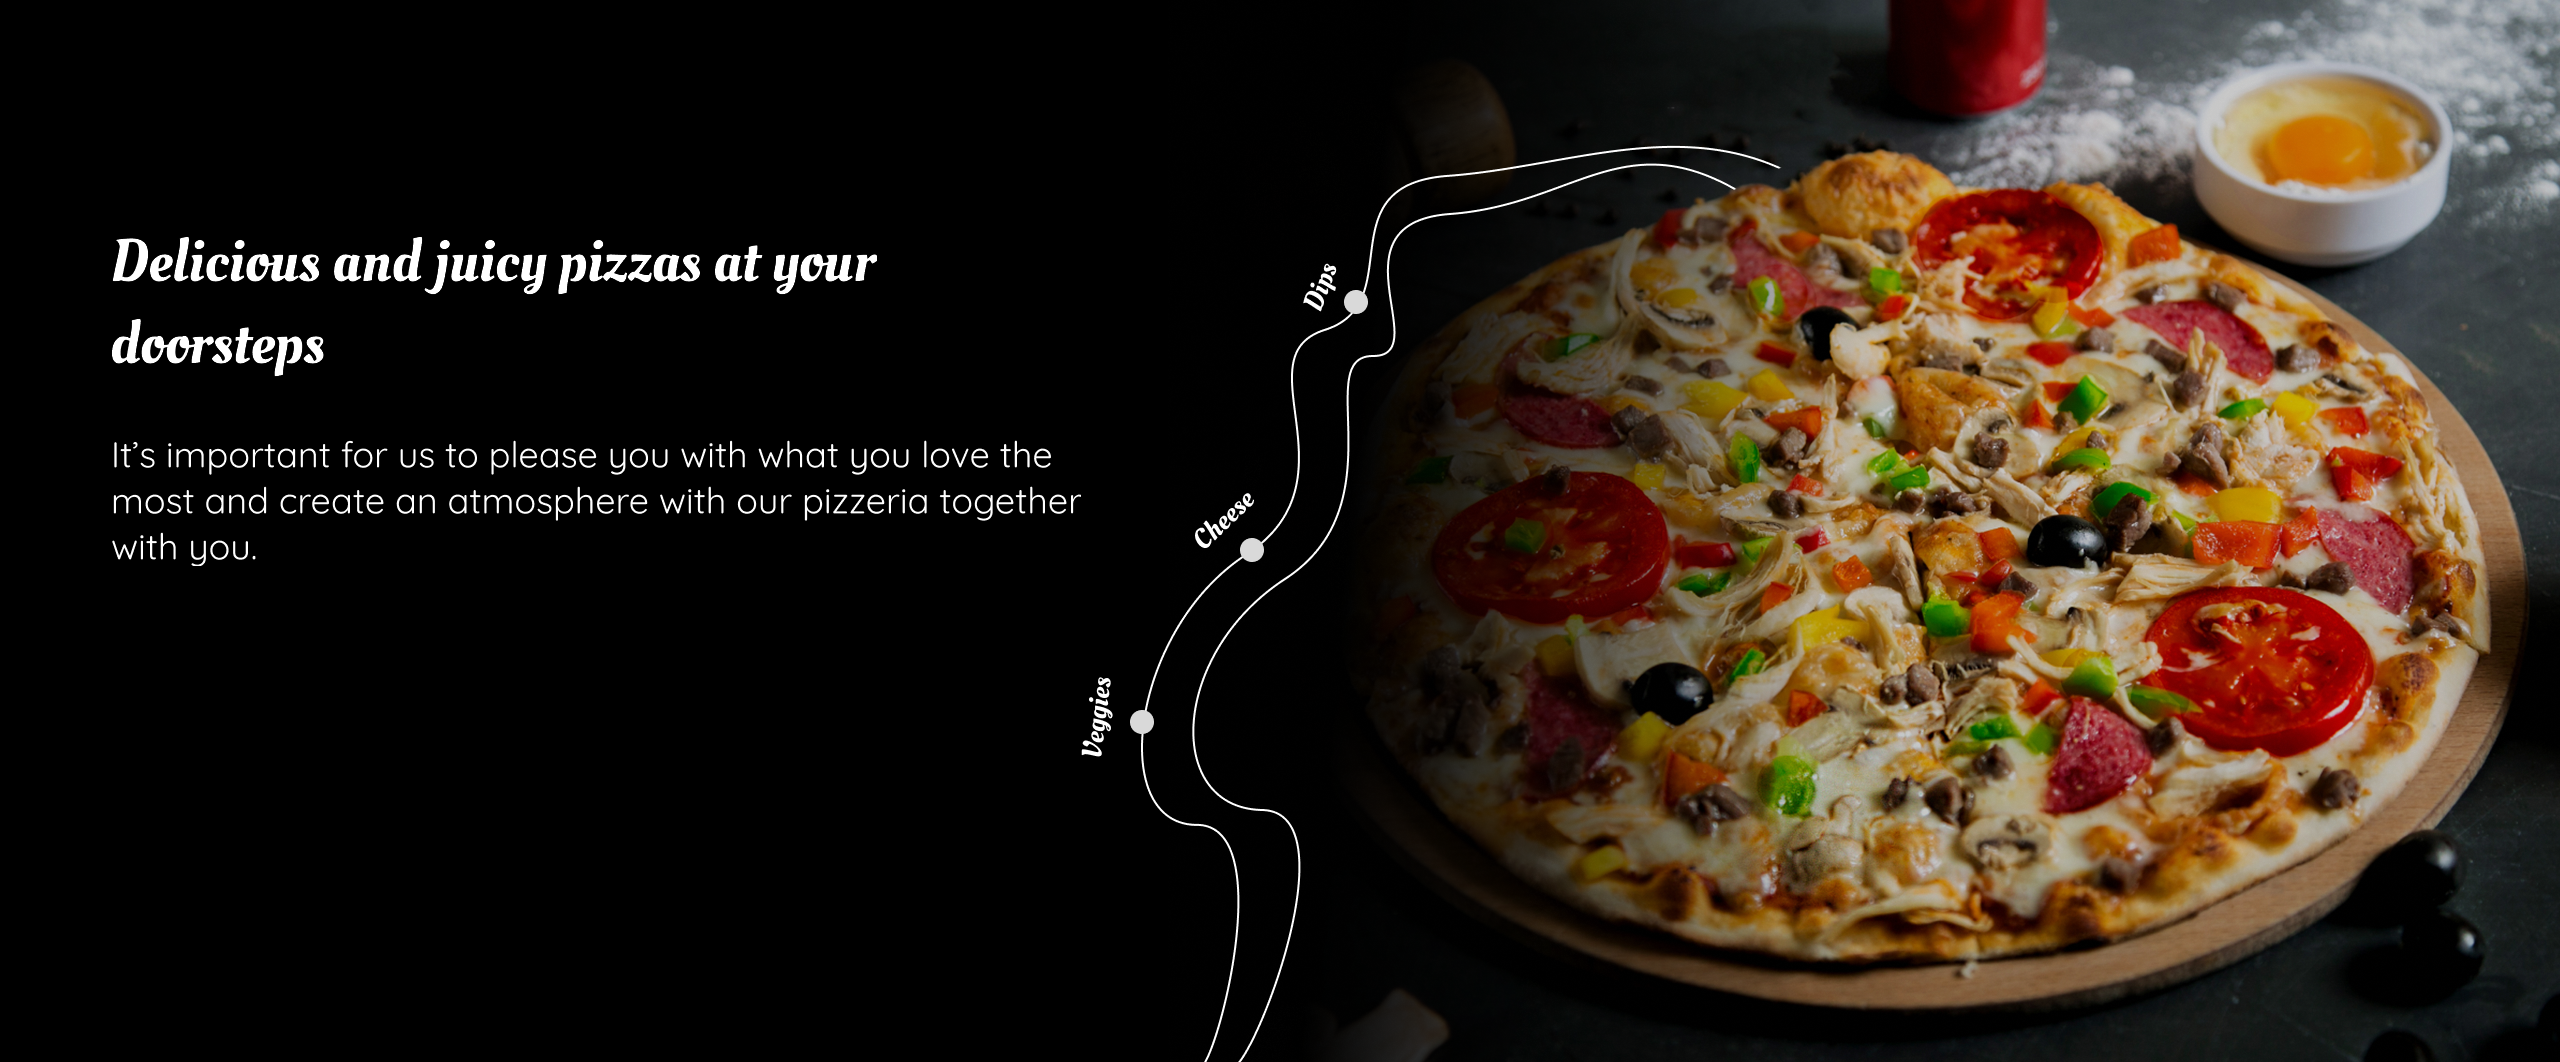 Delicious and juicy pizzas at your
doorsteps
It’s important for us to please you with what you love the
most and create an atmosphere with our pizzeria together
with you.
Dips
Cheese
Veggies